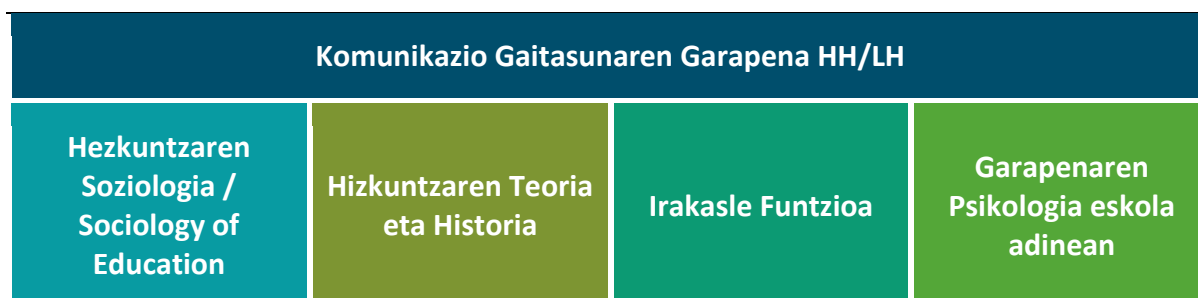 Komunikazio Gaitasunaren Garapena HH/LH
Hezkuntzaren
Soziologia /
Sociology of
Education
Hizkuntzaren Teoria
eta Historia
Irakasle Funtzioa
Garapenaren
Psikologia eskola
adinean